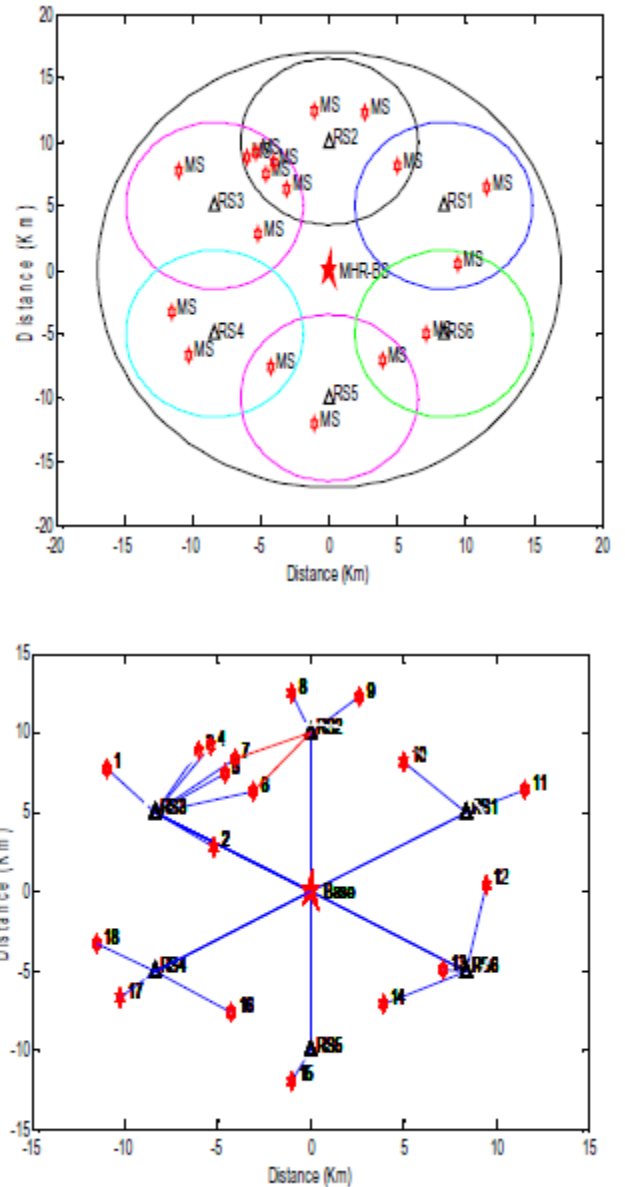 20
15
MS
MS
10
RS2
MS
MS
MS
MS
MS
MS
MS
5
RS3
RS1
MS
MS
0
MHR-BS
MS
-5
RS4
RS6
MS
MS
MS
-10
RS5
MS
-15
-20
-20 -15 -10 -5 0 5 10 15 20
Distance (Km)
Distance (Km)
15
8
9
10
4
7
10
1
6
11
5
RS1
2
12
0
Base
18
13
-5
RS4
17
16
14
-10
RS5
15
-15
-15 -10 -5 0 5 10 15
Distance (Km)
Distance (Km)